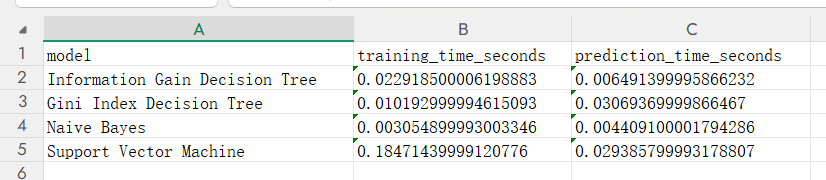 A B C
1 model training_time_seconds prediction_time_seconds
2 Information Gain Decision Tree 0.022918500006198883 0.006491399995866232
3 Gini Index Decision Tree 0.010192999994615093 0.03069369999866467
4 Naive Bayes 0.003054899993003346 0.004409100001794286
5 Support Vector Machine 0.18471439999120776 0.029385799993178807
6